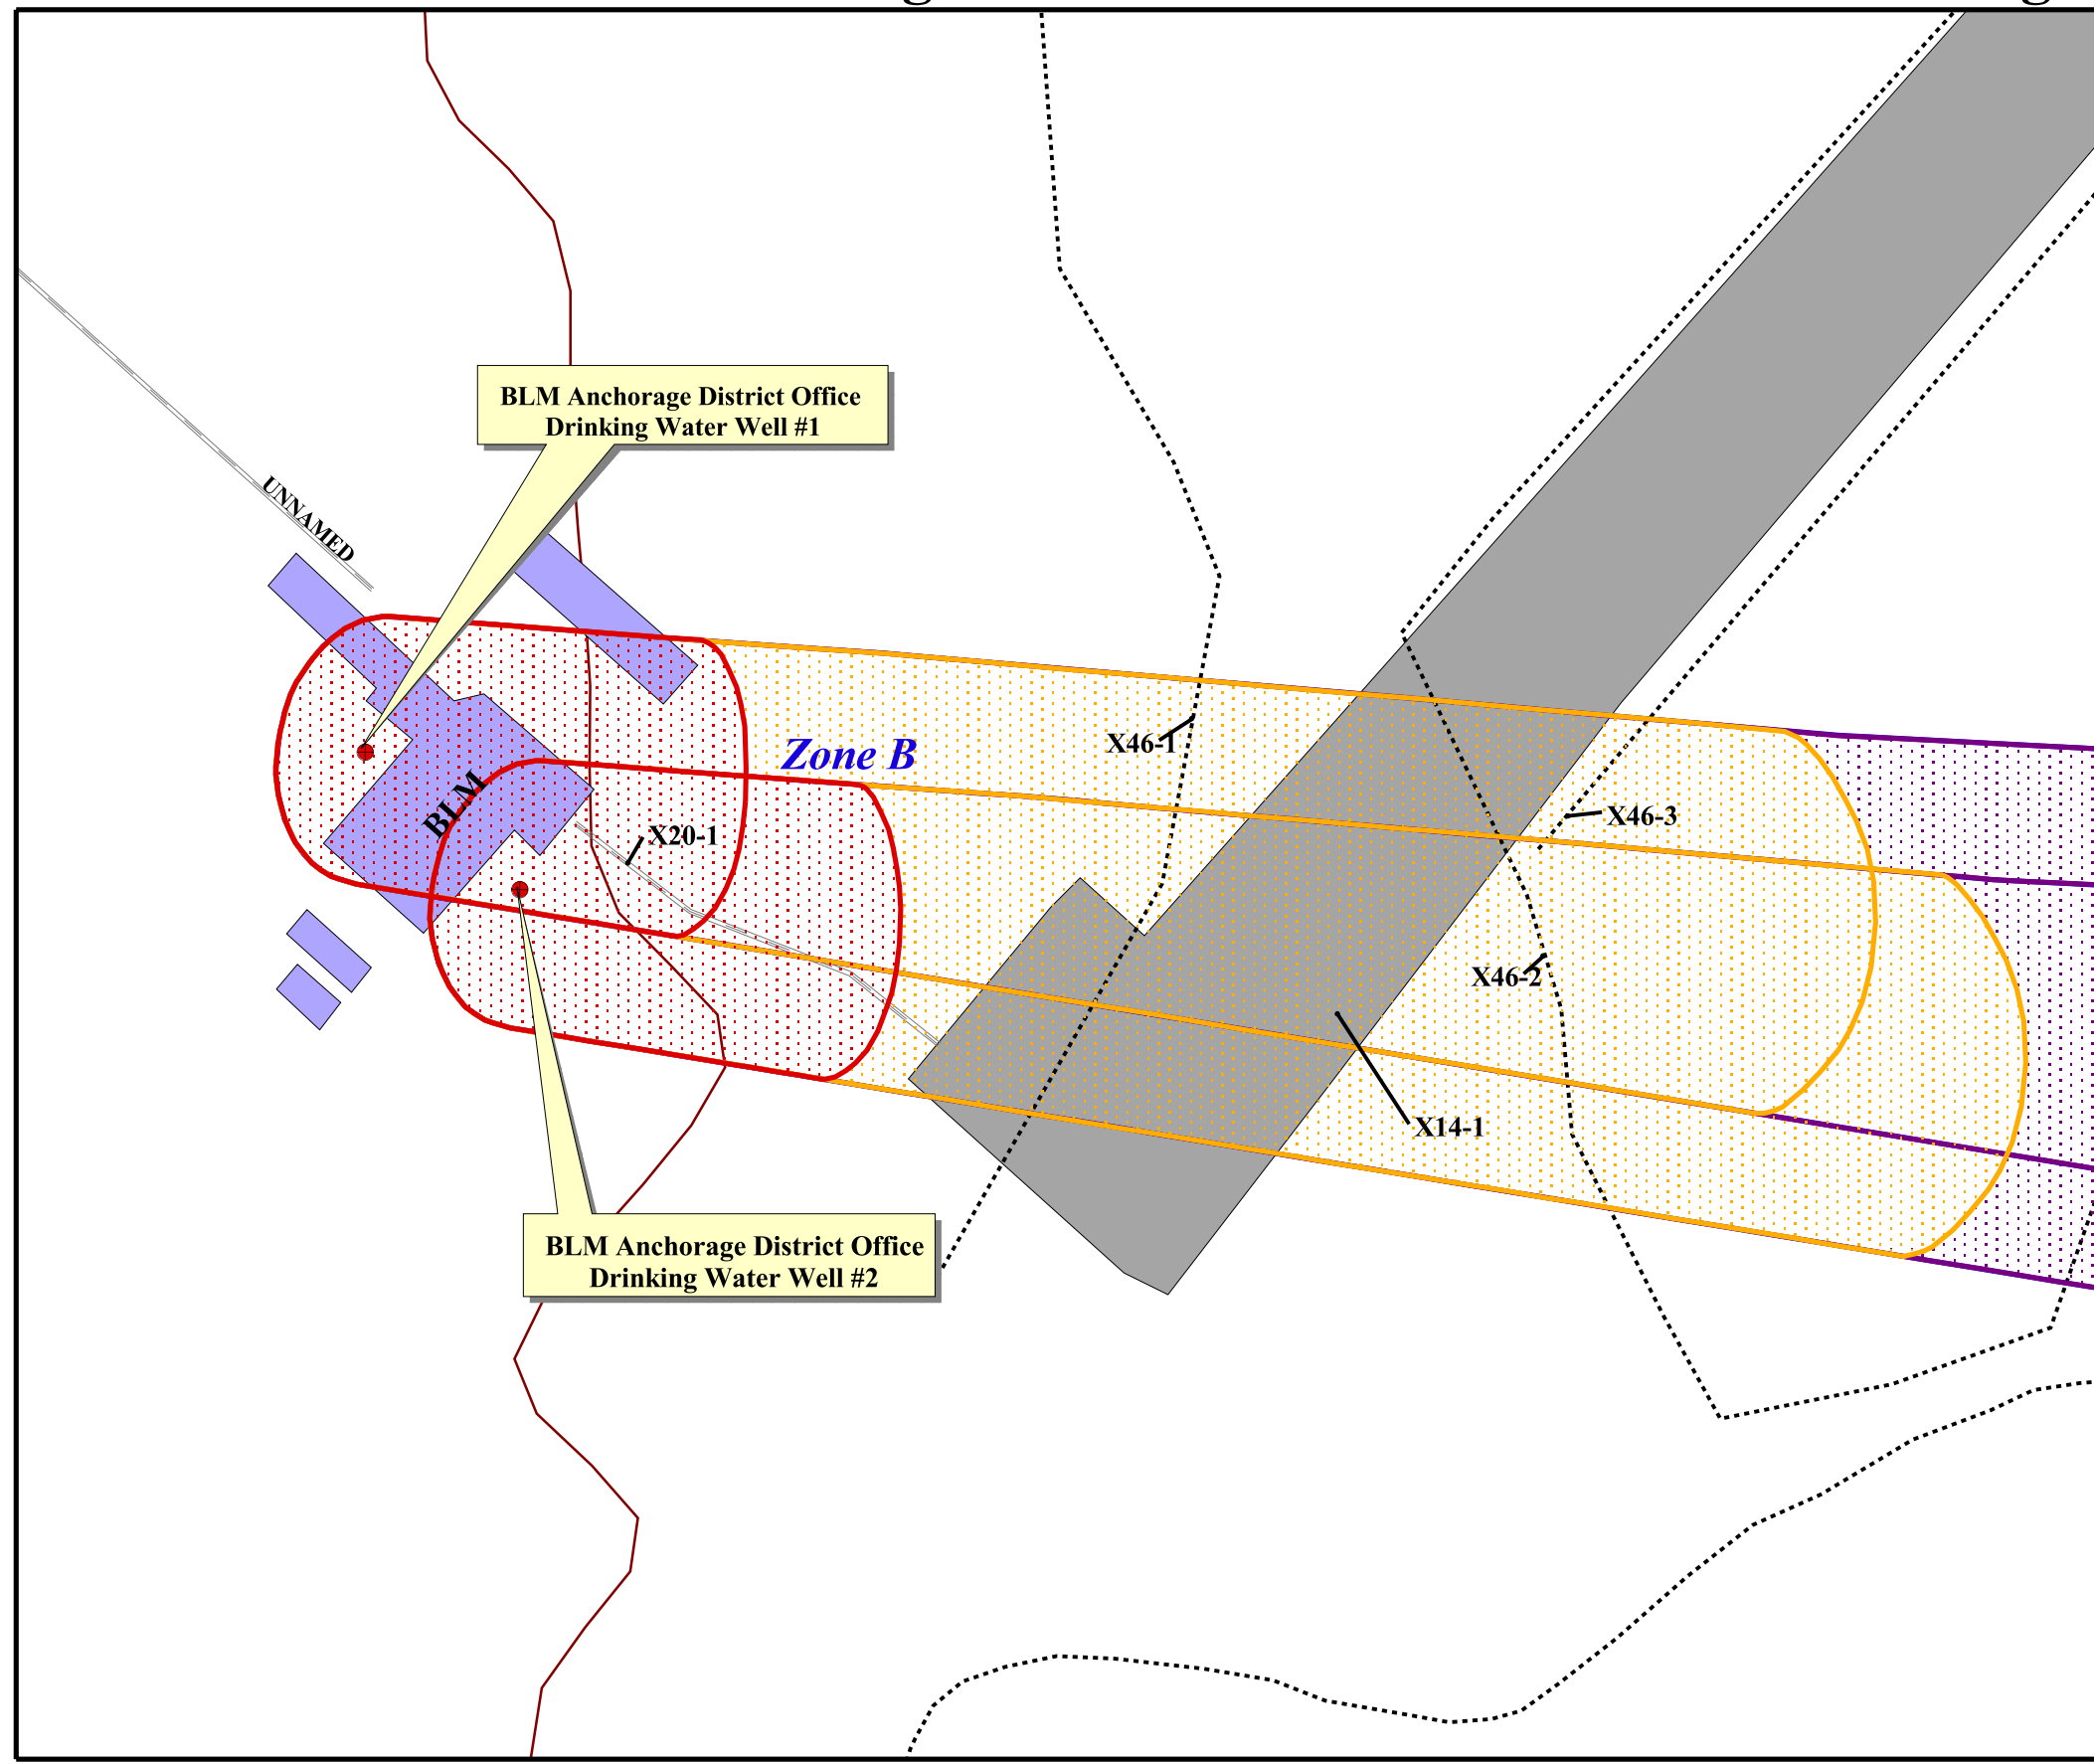 BLM Anchorage District Office
Drinking Water Well #1
UNNAMED
X46-1
Zone B
BLM
X46-3
X20-1
X46-2
X14-1
BLM Anchorage District Office
Drinking Water Well #2